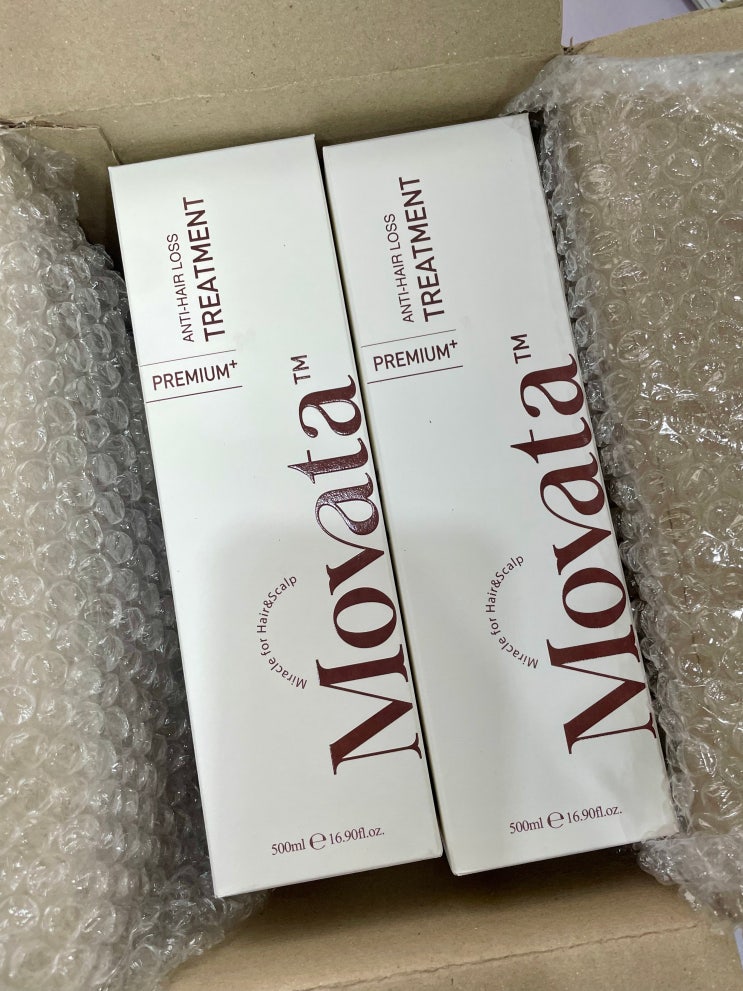 ANTI-HAIR LOSS
TREATMENT
PREMIUM+
Movata™
Miracle for Hair&Scalp
500ml ℮ 16.90fl.oz.
ANTI-HAIR LOSS
TREATMENT
PREMIUM+
Movata™
Miracle for Hair&Scalp
500ml ℮ 16.90fl.oz.